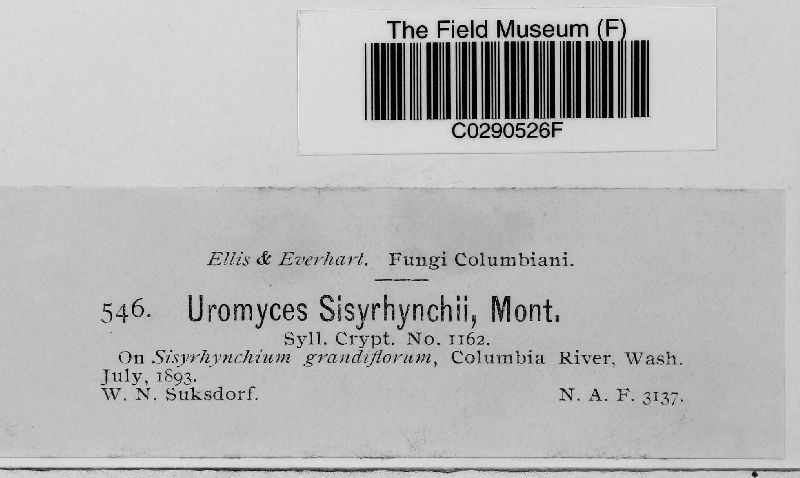 The Field Museum (F)
C0290526F
Ellis & Everhart. Fungi Columbiani.
546. Uromyces Sisyrhynchii, Mont.
Syll. Crypt. No. 1162.
On Sisyrhynchium grandiflorum, Columbia River, Wash.
July, 1893.
W. N. Suksdorf. N. A. F. 3137.